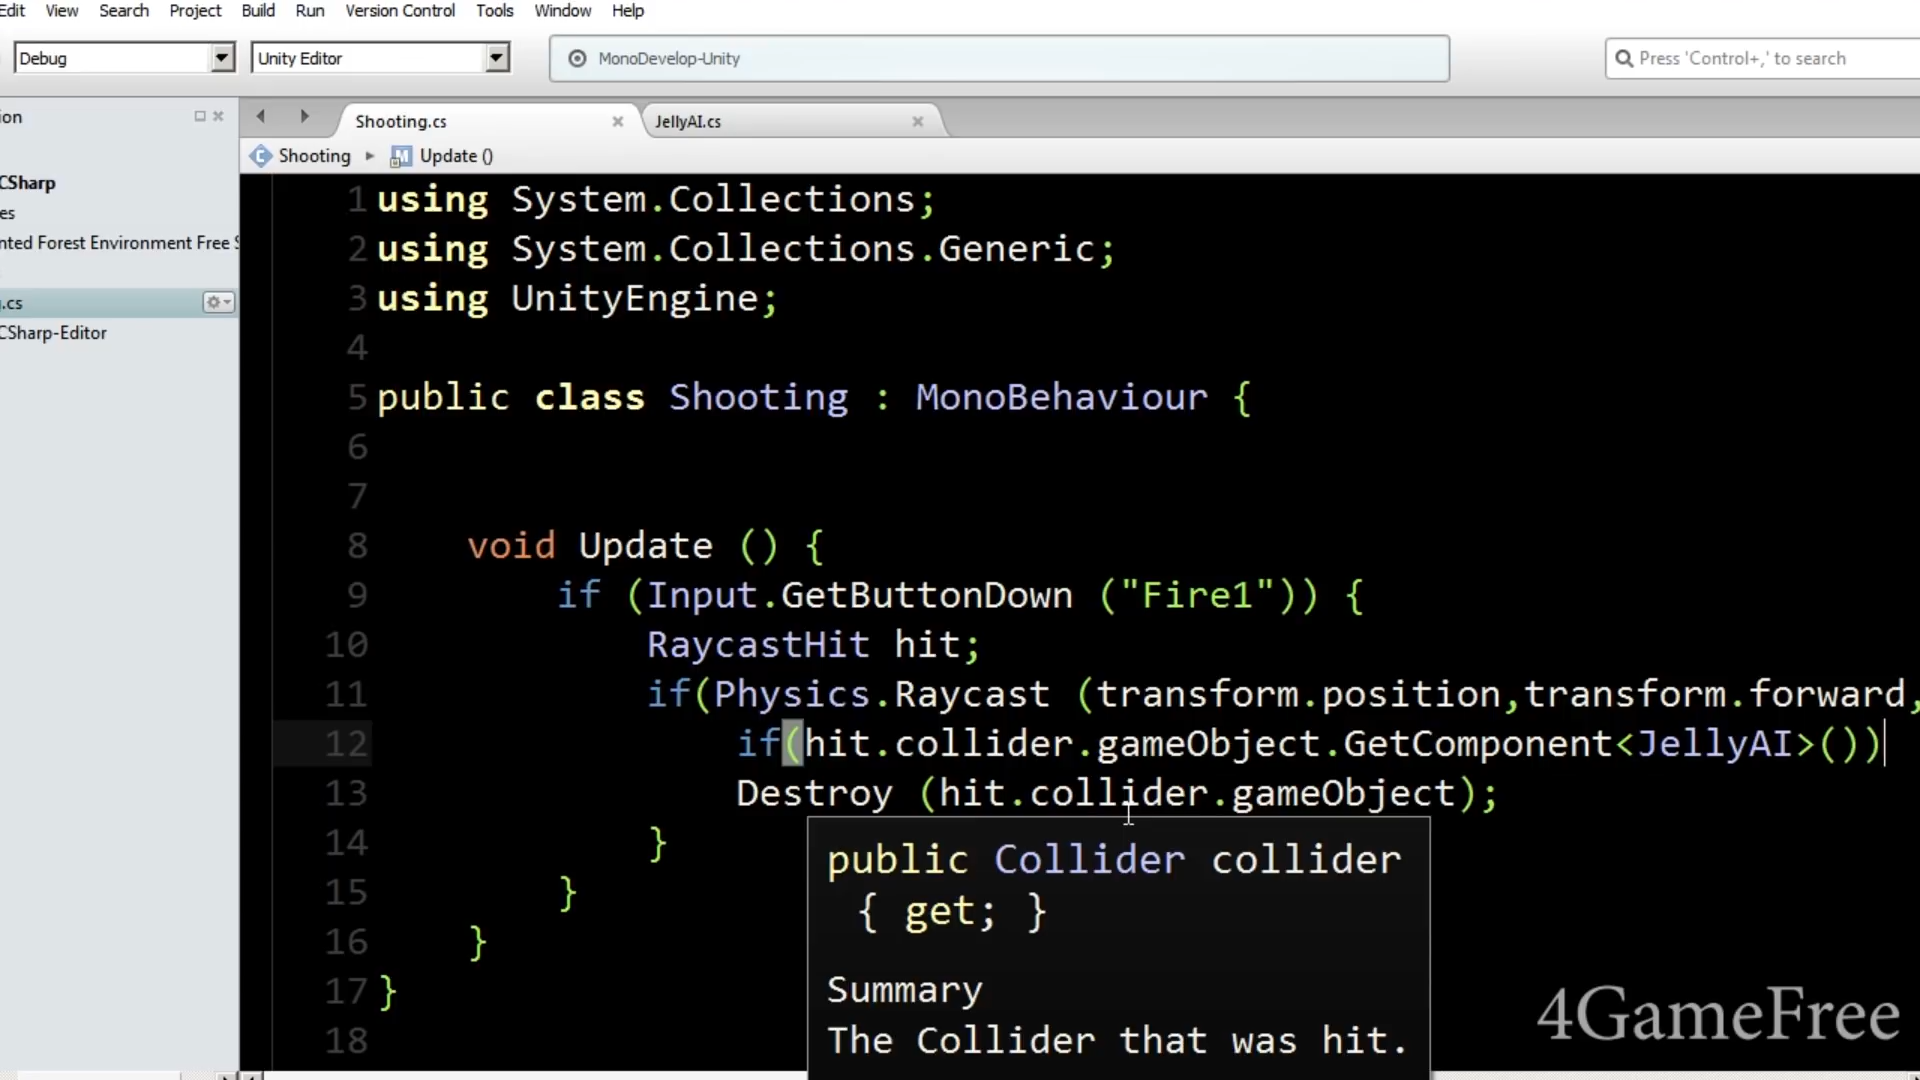 Edit View Search Project Build Run Version Control Tools Window Help
Debug Unity Editor MonoDevelop-Unity Press 'Control+,' to search
ion
CSharp
es
nted Forest Environment Free S
.cs
CSharp-Editor
Shooting.cs JellyAI.cs
Shooting Update ()
1 using System.Collections;
2 using System.Collections.Generic;
3 using UnityEngine;
4
5 public class Shooting : MonoBehaviour {
6
7
8 void Update () {
9 if (Input.GetButtonDown ("Fire1")) {
10 RaycastHit hit;
11 if(Physics.Raycast (transform.position,transform.forward,
12 if(hit.collider.gameObject.GetComponent<JellyAI>())
13 Destroy (hit.collider.gameObject);
14 }
15 }
16 }
17 }
18
public Collider collider
{ get; }
Summary
The Collider that was hit.
4GameFree